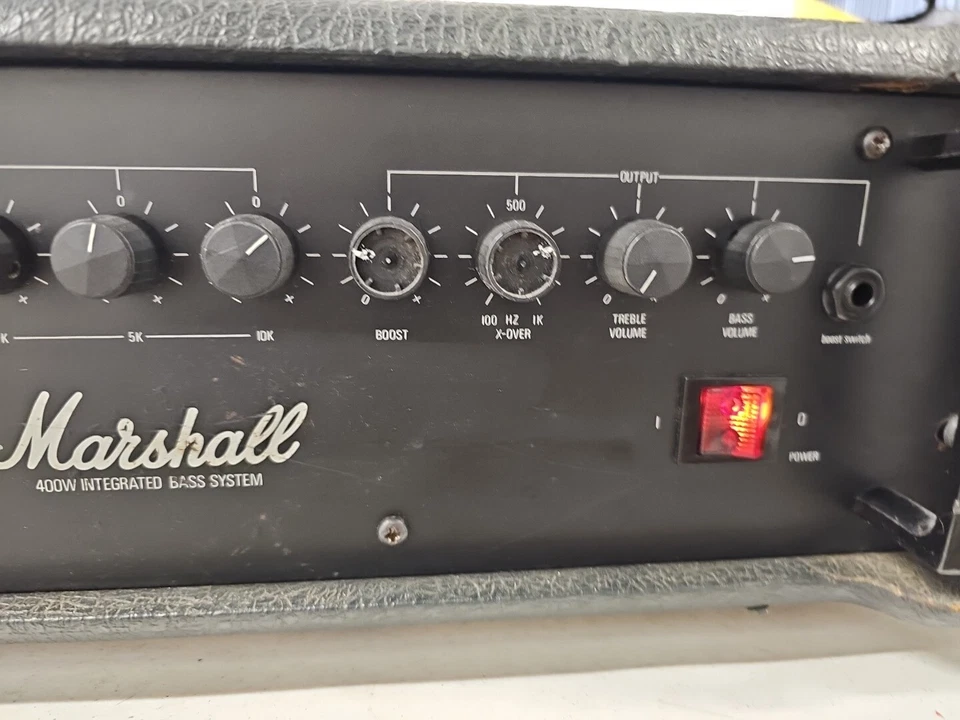 OUTPUT
0
0
500
0
100 HZ 1K
0
0
5K
10K
BOOST
X-OVER
TREBLE
VOLUME
BASS
VOLUME
boost switch
I
0
POWER
Marshall
400W INTEGRATED BASS SYSTEM